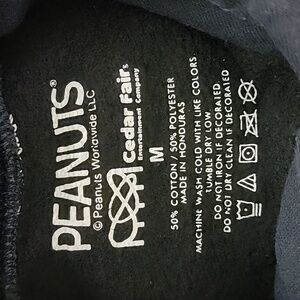 PEANUTS®
© Peanuts Worldwide LLC
Cedar Fair®
Entertainment Company
M
50% COTTON / 50% POLYESTER
MADE IN HONDURAS
MACHINE WASH COLD WITH LIKE COLORS
TUMBLE DRY LOW
DO NOT IRON IF DECORATED
DO NOT DRY CLEAN IF DECORATED